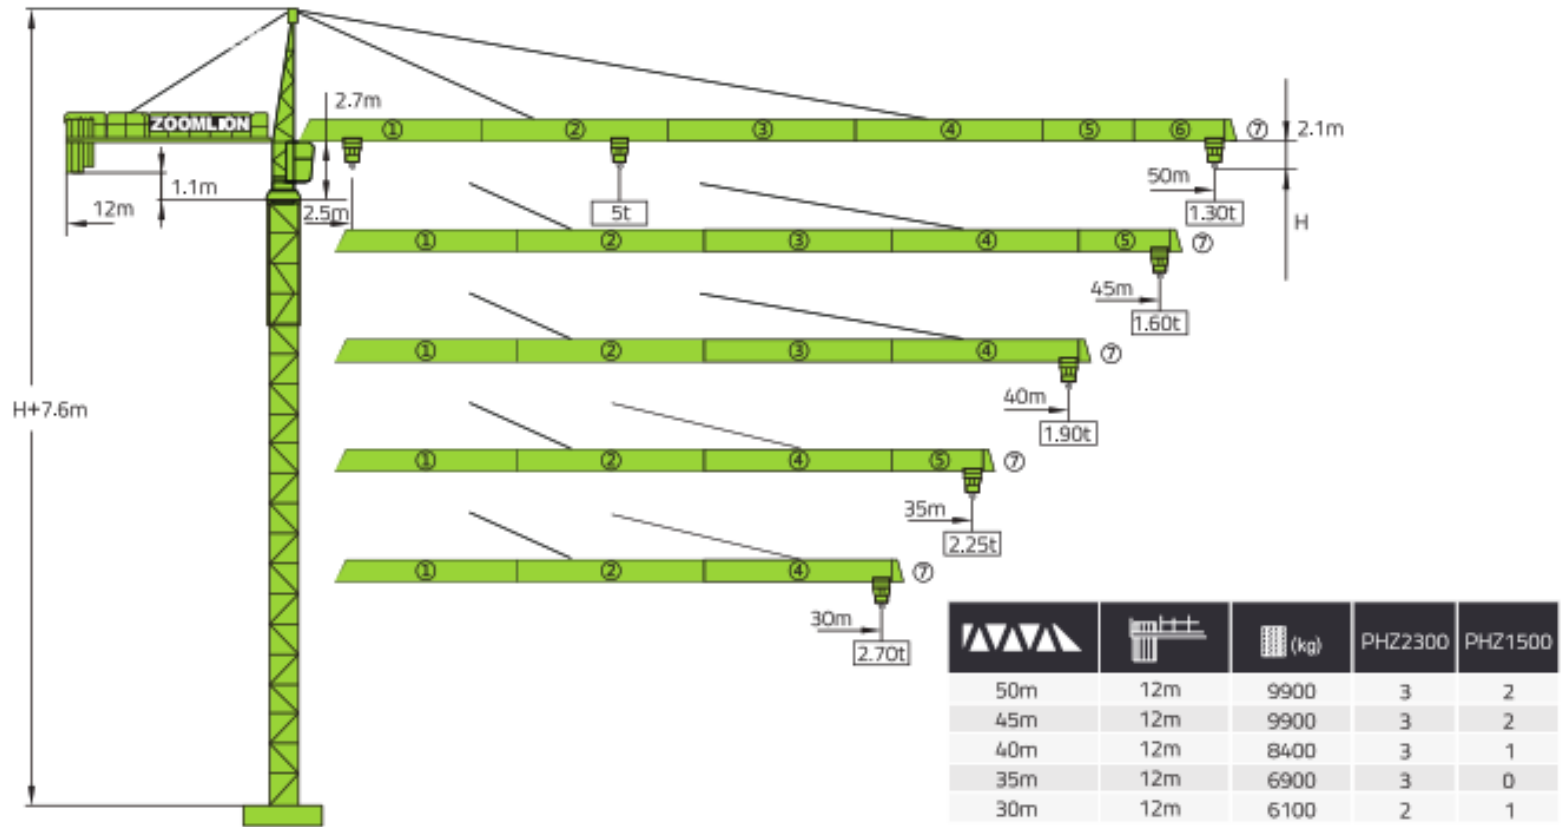 2.7m
ZOOMLION
① ② ③ ④ ⑤ ⑥ ⑦
2.1m
1.1m
50m
12m
2.5m
5t
1.30t
H
① ② ③ ④ ⑤ ⑦
45m
1.60t
① ② ③ ④ ⑦
H+7.6m
40m
1.90t
① ② ④ ⑤ ⑦
35m
2.25t
① ② ④ ⑦
30m
2.70t
(kg) PHZ2300 PHZ1500
50m 12m 9900 3 2
45m 12m 9900 3 2
40m 12m 8400 3 1
35m 12m 6900 3 0
30m 12m 6100 2 1